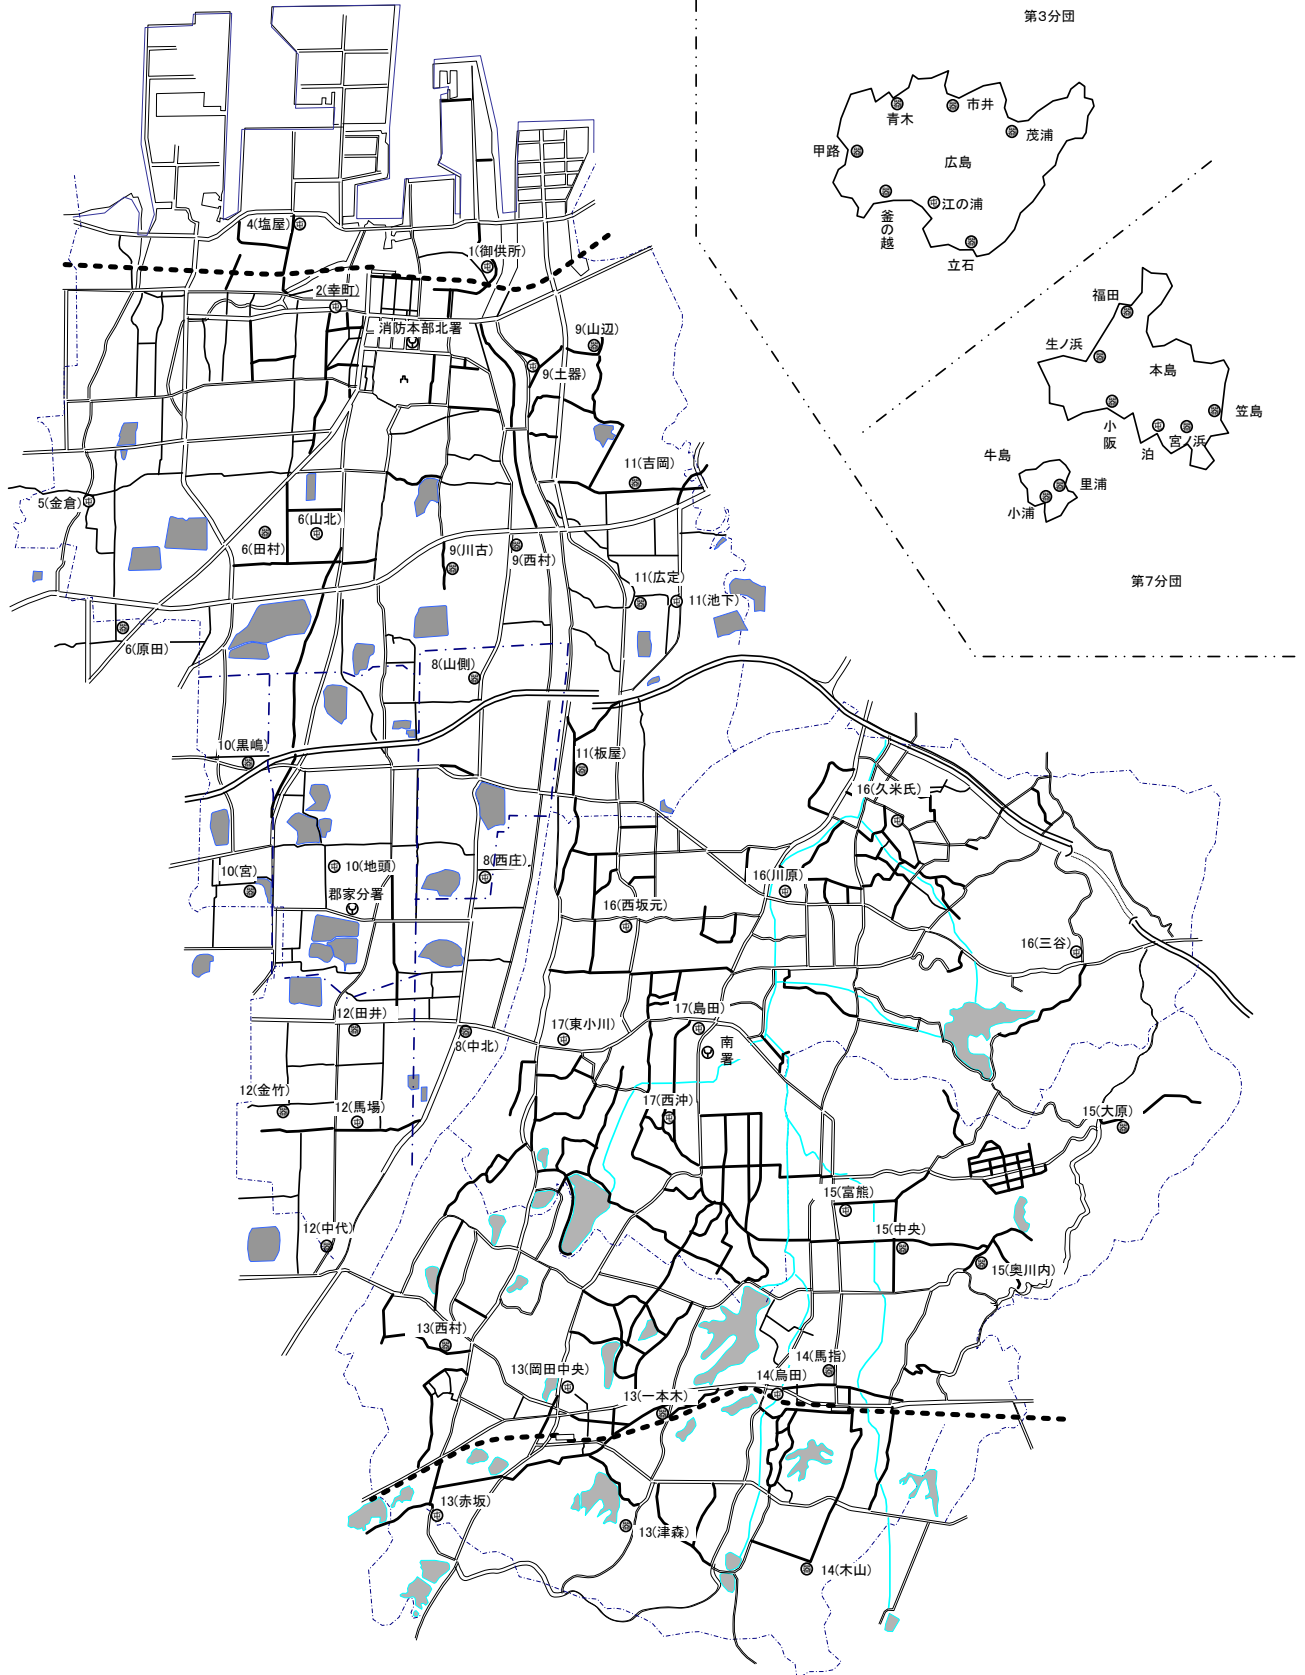 第3分団
青木
市井
茂浦
甲路
広島
釜の越
江の浦
立石
4(塩屋)
1(御供所)
2(幸町)
消防本部北署
9(山辺)
9(土器)
福田
生ノ浜
本島
笠島
小阪
泊
宮ノ浜
牛島
里浦
小浦
第7分団
11(吉岡)
5(金倉)
6(山北)
6(田村)
9(川古)
9(西村)
11(広定)
11(池下)
6(原田)
8(山側)
10(黒嶋)
11(板屋)
16(久米氏)
10(宮)
10(地頭)
8(西庄)
16(川原)
郡家分署
16(西坂元)
16(三谷)
12(田井)
8(中北)
17(東小川)
17(島田)
南署
12(金竹)
12(馬場)
17(西沖)
15(大原)
15(富熊)
12(中代)
15(中央)
15(奥川内)
13(西村)
13(岡田中央)
14(馬指)
14(烏田)
13(一本木)
13(赤坂)
13(津森)
14(木山)